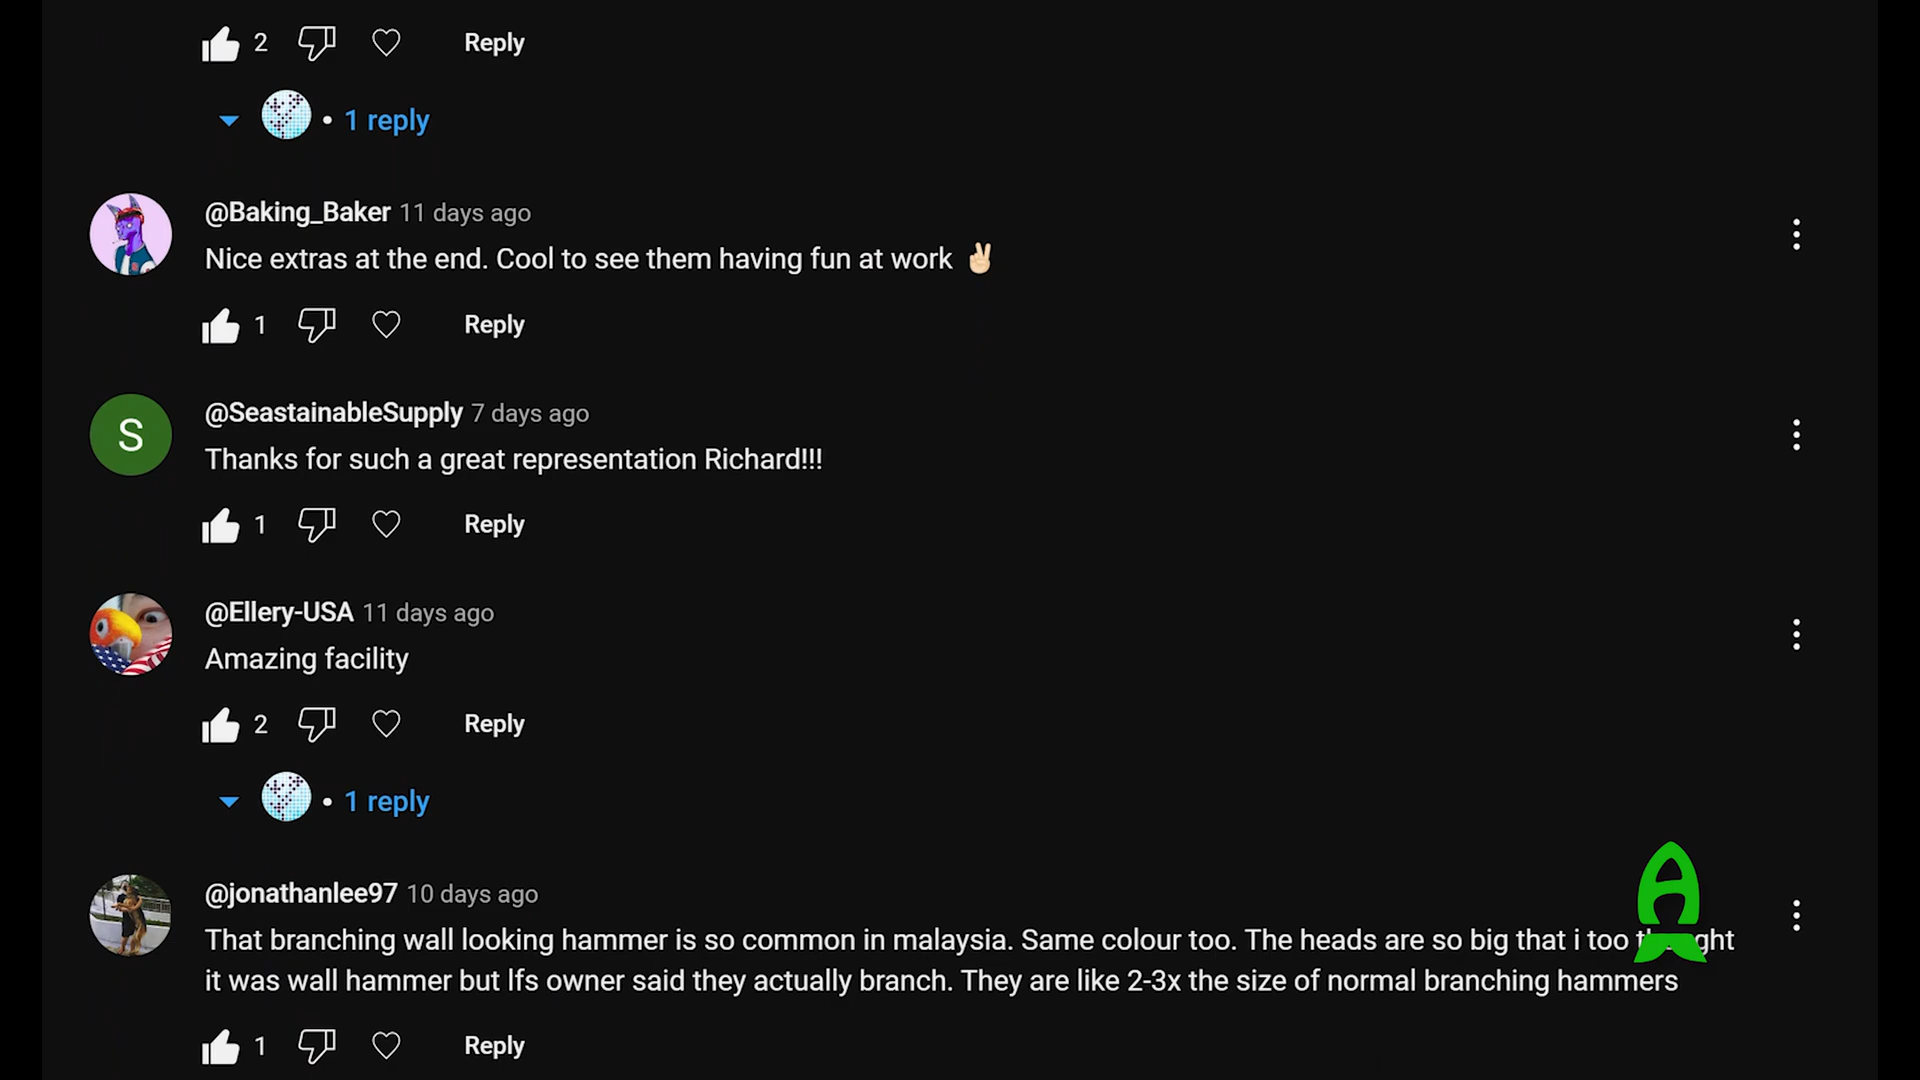 2 Reply
• 1 reply
@Baking_Baker 11 days ago
Nice extras at the end. Cool to see them having fun at work ✌🏻
1 Reply
S
@SeastainableSupply 7 days ago
Thanks for such a great representation Richard!!!
1 Reply
@Ellery-USA 11 days ago
Amazing facility
2 Reply
• 1 reply
@jonathanlee97 10 days ago
That branching wall looking hammer is so common in malaysia. Same colour too. The heads are so big that i too
it was wall hammer but lfs owner said they actually branch. They are like 2-3x the size of normal branching hammers
1 Reply